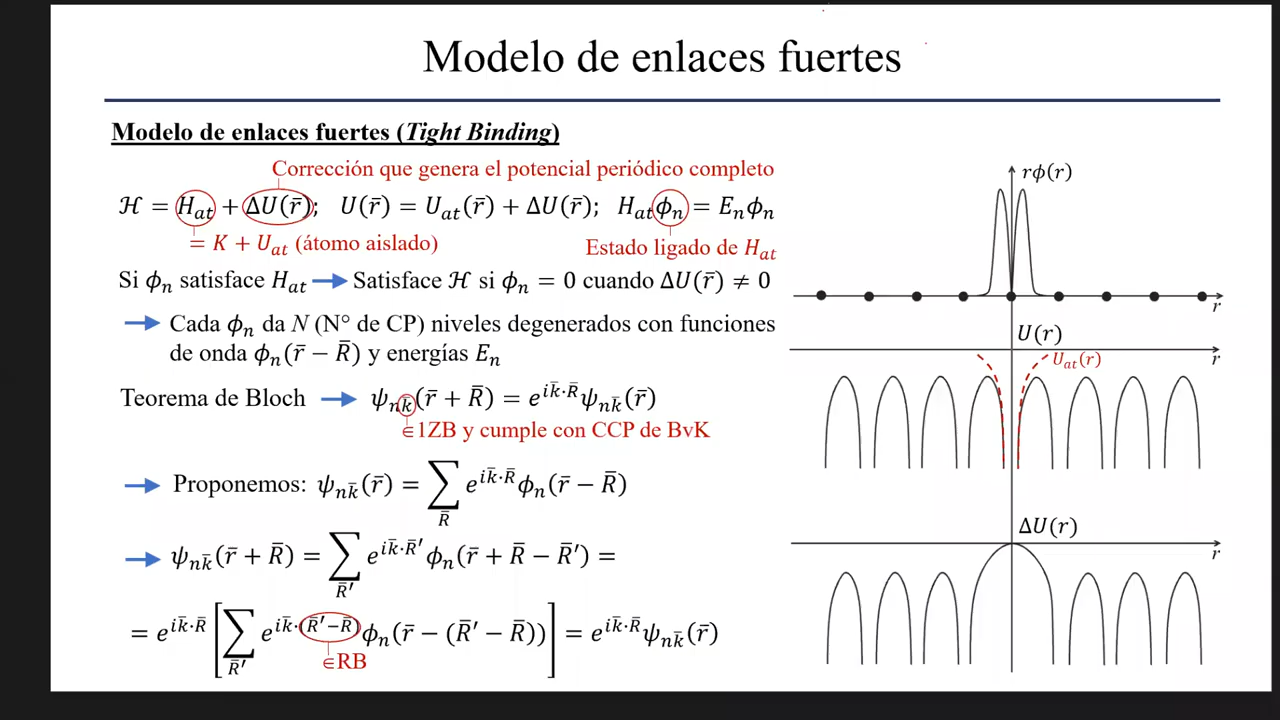 Modelo de enlaces fuertes
Modelo de enlaces fuertes (Tight Binding)
Corrección que genera el potencial periódico completo
ℋ = H_at + ΔU(r̄); U(r̄) = U_at(r̄) + ΔU(r̄); H_at ϕ_n = E_n ϕ_n
= K + U_at (átomo aislado)
Estado ligado de H_at
Si ϕ_n satisface H_at → Satisface ℋ si ϕ_n = 0 cuando ΔU(r̄) ≠ 0
→ Cada ϕ_n da N (N° de CP) niveles degenerados con funciones
de onda ϕ_n(r̄ − R̄) y energías E_n
Teorema de Bloch → ψ_nk̄(r̄ + R̄) = e^{ik̄·R̄} ψ_nk̄(r̄)
∈1ZB y cumple con CCP de BvK
→ Proponemos: ψ_nk̄(r̄) = ∑_R̄ e^{ik̄·R̄} ϕ_n(r̄ − R̄)
→ ψ_nk̄(r̄ + R̄) = ∑_R̄′ e^{ik̄·R̄′} ϕ_n(r̄ + R̄ − R̄′) =
= e^{ik̄·R̄} [∑_R̄′ e^{ik̄·(R̄′−R̄)} ϕ_n(r̄ − (R̄′ − R̄))] = e^{ik̄·R̄} ψ_nk̄(r̄)
∈RB
rϕ(r)
r
U(r)
r
U_at(r)
ΔU(r)
r